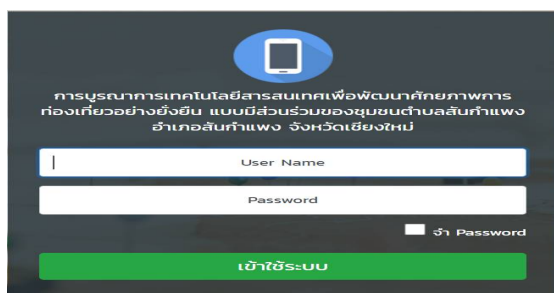 การบูรณาการเทคโนโลยีสารสนเทศเพื่อพัฒนาศักยภาพการ
ท่องเที่ยวอย่างยั่งยืน แบบมีส่วนร่วมของชุมชนตำบลสันกำแพง
อำเภอสันกำแพง จังหวัดเชียงใหม่
User Name
Password
จำ Password
เข้าใช้ระบบ